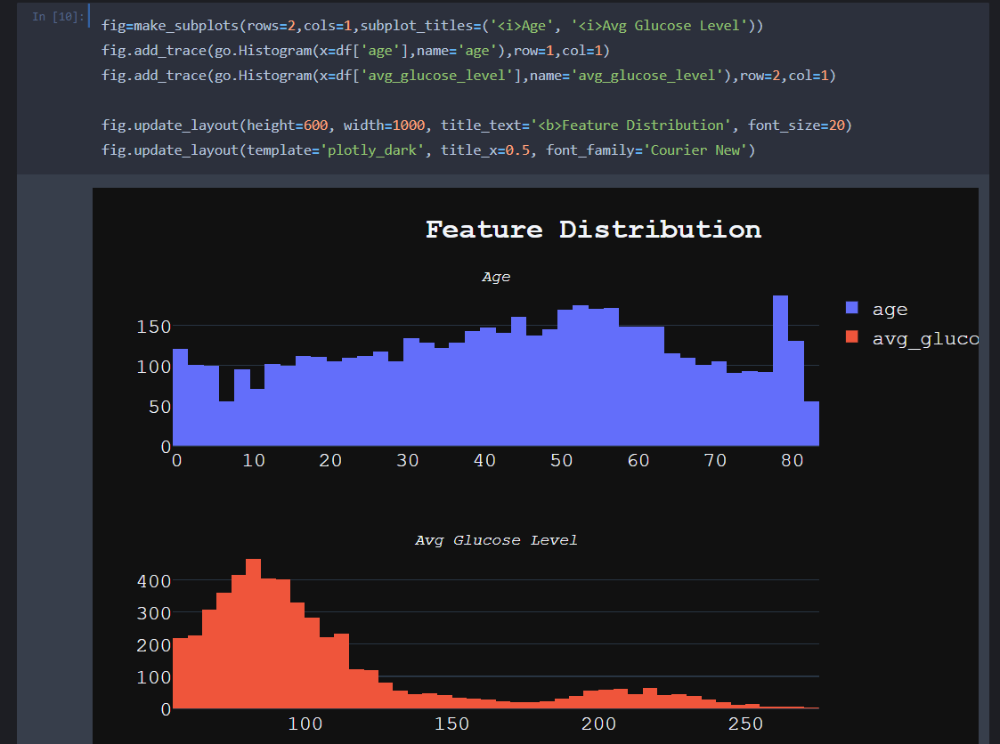 In [10]:
fig=make_subplots(rows=2,cols=1,subplot_titles=('<i>Age', '<i>Avg Glucose Level'))
fig.add_trace(go.Histogram(x=df['age'],name='age'),row=1,col=1)
fig.add_trace(go.Histogram(x=df['avg_glucose_level'],name='avg_glucose_level'),row=2,col=1)
fig.update_layout(height=600, width=1000, title_text='<b>Feature Distribution', font_size=20)
fig.update_layout(template='plotly_dark', title_x=0.5, font_family='Courier New')
Feature Distribution
Age
150
100
50
0
0 10 20 30 40 50 60 70 80
age
avg_gluco
Avg Glucose Level
400
300
200
100
0
100 150 200 250